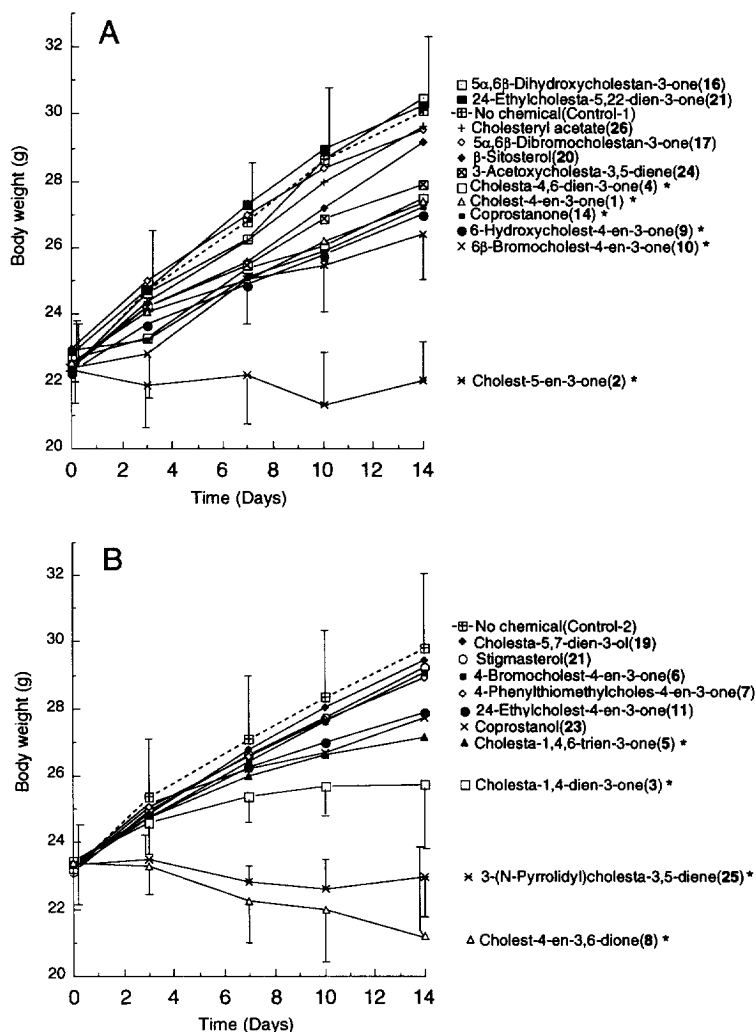 A
32
30
28
26
24
22
20
Body weight (g)
0 2 4 6 8 10 12 14
Time (Days)
5α,6β-Dihydroxycholestan-3-one(16)
24-Ethylcholesta-5,22-dien-3-one(21)
No chemical(Control-1)
Cholesteryl acetate(26)
5α,6β-Dibromocholestan-3-one(17)
β-Sitosterol(20)
3-Acetoxycholesta-3,5-diene(24)
Cholesta-4,6-dien-3-one(4) *
Cholest-4-en-3-one(1) *
Coprostanone(14) *
6-Hydroxycholest-4-en-3-one(9) *
6β-Bromocholest-4-en-3-one(10) *
Cholest-5-en-3-one(2) *
B
32
30
28
26
24
22
20
Body weight (g)
0 2 4 6 8 10 12 14
Time (Days)
No chemical(Control-2)
Cholesta-5,7-dien-3-ol(19)
Stigmasterol(21)
4-Bromocholest-4-en-3-one(6)
4-Phenylthiomethylcholes-4-en-3-one(7)
24-Ethylcholest-4-en-3-one(11)
Coprostanol(23)
Cholesta-1,4,6-trien-3-one(5) *
Cholesta-1,4-dien-3-one(3) *
3-(N-Pyrrolidyl)cholesta-3,5-diene(25) *
Cholest-4-en-3,6-dione(8) *